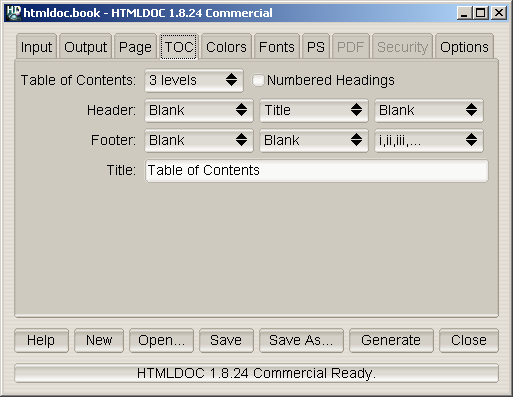 htmldoc.book - HTMLDOC 1.8.24 Commercial
Input Output Page TOC Colors Fonts PS PDF Security Options
Table of Contents: 3 levels Numbered Headings
Header: Blank Title Blank
Footer: Blank Blank i,ii,iii,...
Title: Table of Contents
Help New Open... Save Save As... Generate Close
HTMLDOC 1.8.24 Commercial Ready.